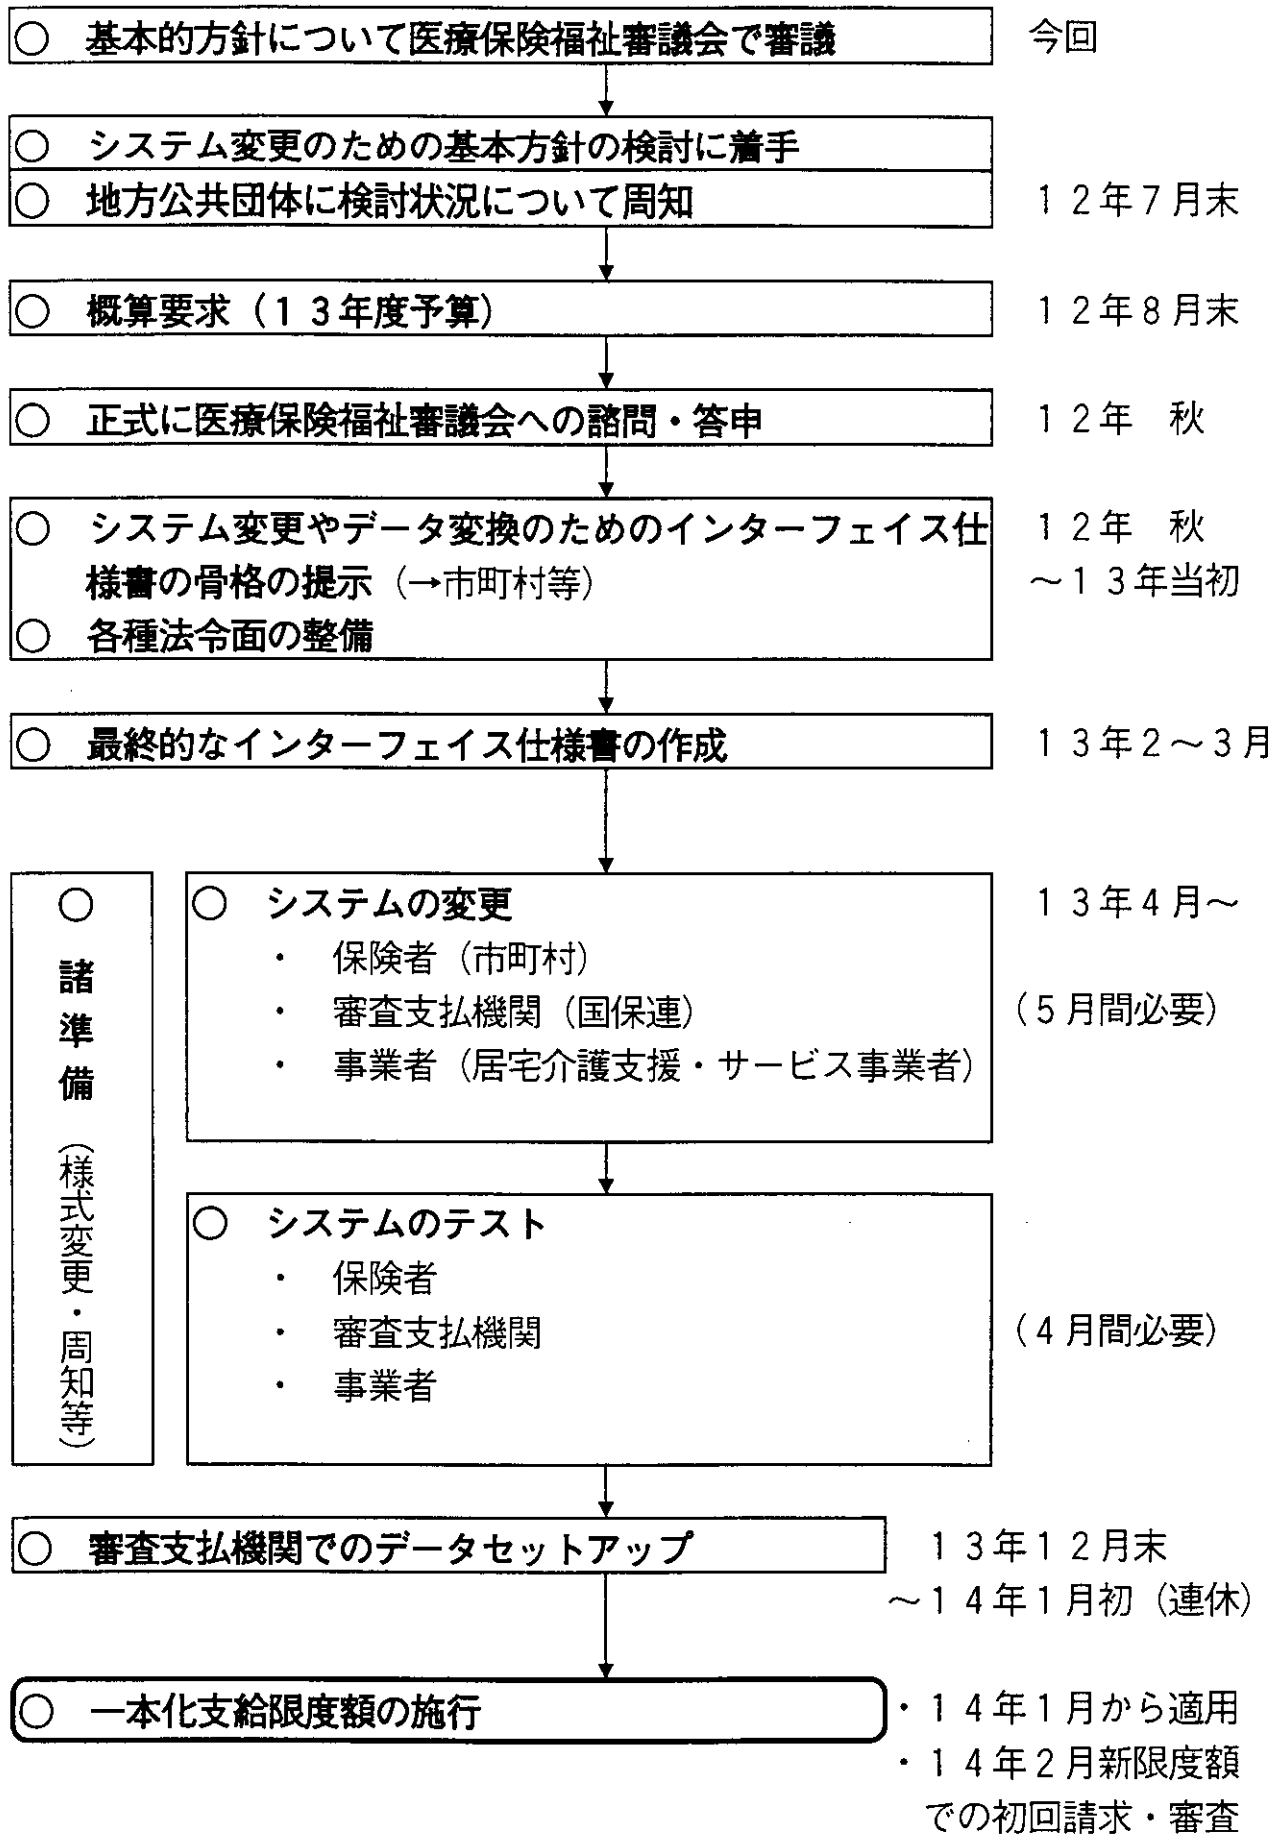 ○　基本的方針について医療保険福祉審議会で審議　今回
○　システム変更のための基本方針の検討に着手
○　地方公共団体に検討状況について周知　１２年７月末
○　概算要求（１３年度予算）　１２年８月末
○　正式に医療保険福祉審議会への諮問・答申　１２年　秋
○　システム変更やデータ変換のためのインターフェイス仕　１２年　秋
様書の骨格の提示（→市町村等）　～１３年当初
○　各種法令面の整備
○　最終的なインターフェイス仕様書の作成　１３年２～３月
○　諸準備（様式変更・周知等）
○　システムの変更　１３年４月～
・　保険者（市町村）
・　審査支払機関（国保連）　（５月間必要）
・　事業者（居宅介護支援・サービス事業者）
○　システムのテスト
・　保険者
・　審査支払機関　（４月間必要）
・　事業者
○　審査支払機関でのデータセットアップ　１３年１２月末
～１４年１月初（連休）
○　一本化支給限度額の施行　・１４年１月から適用
・１４年２月新限度額
での初回請求・審査